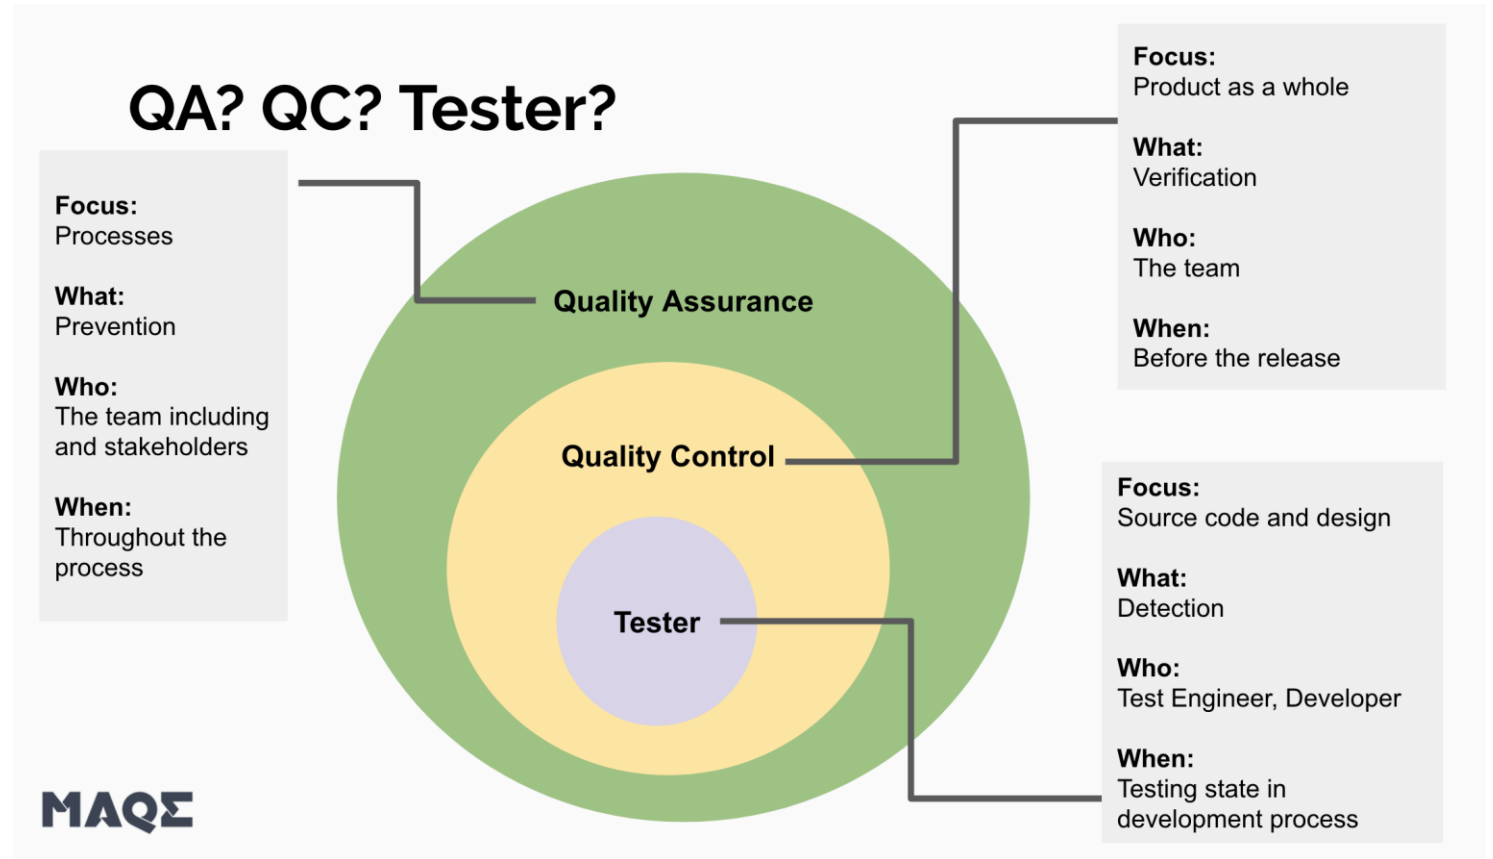 QA? QC? Tester?
Focus:
Processes
What:
Prevention
Who:
The team including
and stakeholders
When:
Throughout the
process
Quality Assurance
Quality Control
Tester
Focus:
Product as a whole
What:
Verification
Who:
The team
When:
Before the release
Focus:
Source code and design
What:
Detection
Who:
Test Engineer, Developer
When:
Testing state in
development process
MAQE